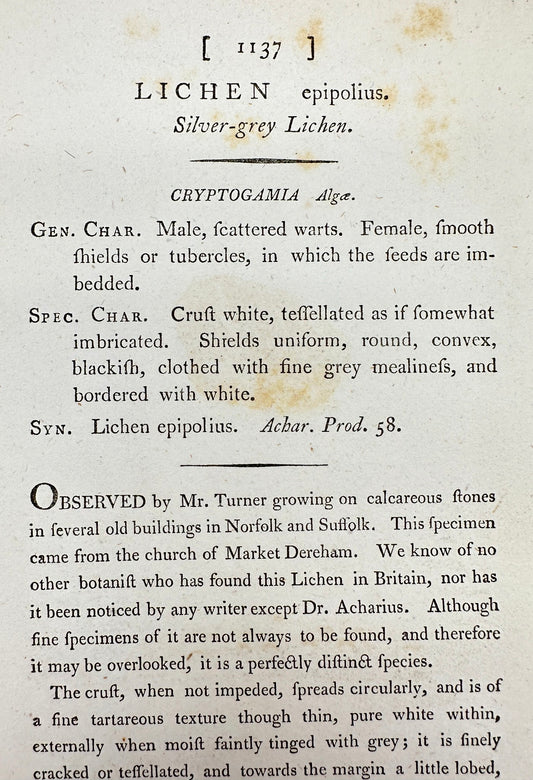 [ 1137 ]
LICHEN epipolius.
Silver-grey Lichen.
CRYPTOGAMIA Algæ.
GEN. CHAR. Male, ſcattered warts. Female, ſmooth
ſhields or tubercles, in which the ſeeds are im-
bedded.
SPEC. CHAR. Cruſt white, teſſellated as if ſomewhat
imbricated. Shields uniform, round, convex,
blackiſh, clothed with fine grey mealineſs, and
bordered with white.
SYN. Lichen epipolius. Achar. Prod. 58.
OBSERVED by Mr. Turner growing on calcareous ſtones
in ſeveral old buildings in Norfolk and Suffolk. This ſpecimen
came from the church of Market Dereham. We know of no
other botaniſt who has found this Lichen in Britain, nor has
it been noticed by any writer except Dr. Acharius. Although
fine ſpecimens of it are not always to be found, and therefore
it may be overlooked, it is a perfectly diſtinct ſpecies.
The cruſt, when not impeded, ſpreads circularly, and is of
a fine tartareous texture though thin, pure white within,
externally when moiſt faintly tinged with grey; it is finely
cracked or teſſellated, and towards the margin a little lobed,